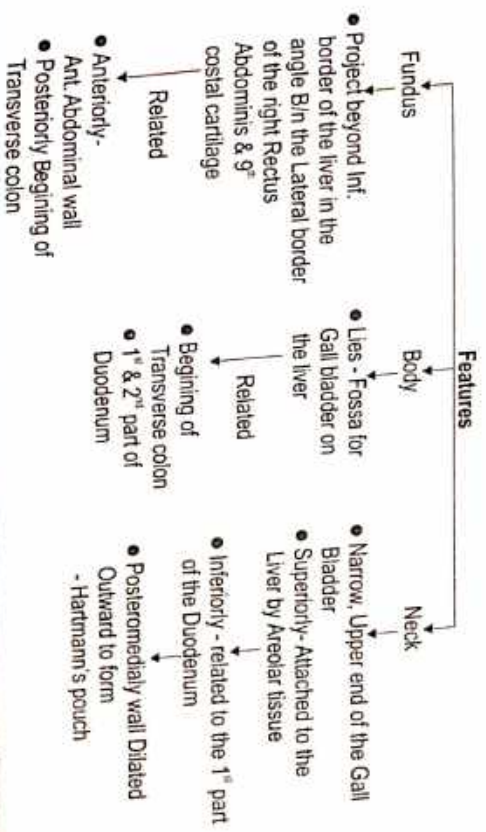 Features
Fundus
● Project beyond Inf.
border of the liver in the
angle B/n the Lateral border
of the right Rectus
Abdominis & 9th
costal cartilage
Related
● Anteriorly-
Ant. Abdominal wall
● Posteriorly Begining of
Transverse colon
Body
● Lies - Fossa for
Gall bladder on
the liver
Related
● Begining of
Transverse colon
● 1st & 2nd part of
Duodenum
Neck
● Narrow, Upper end of the Gall
Bladder
● Superiorly- Attached to the
Liver by Areolar tissue
● Inferiorly - related to the 1st part
of the Duodenum
● Posteromedialy wall Dilated
Outward to form
- Hartmann's pouch